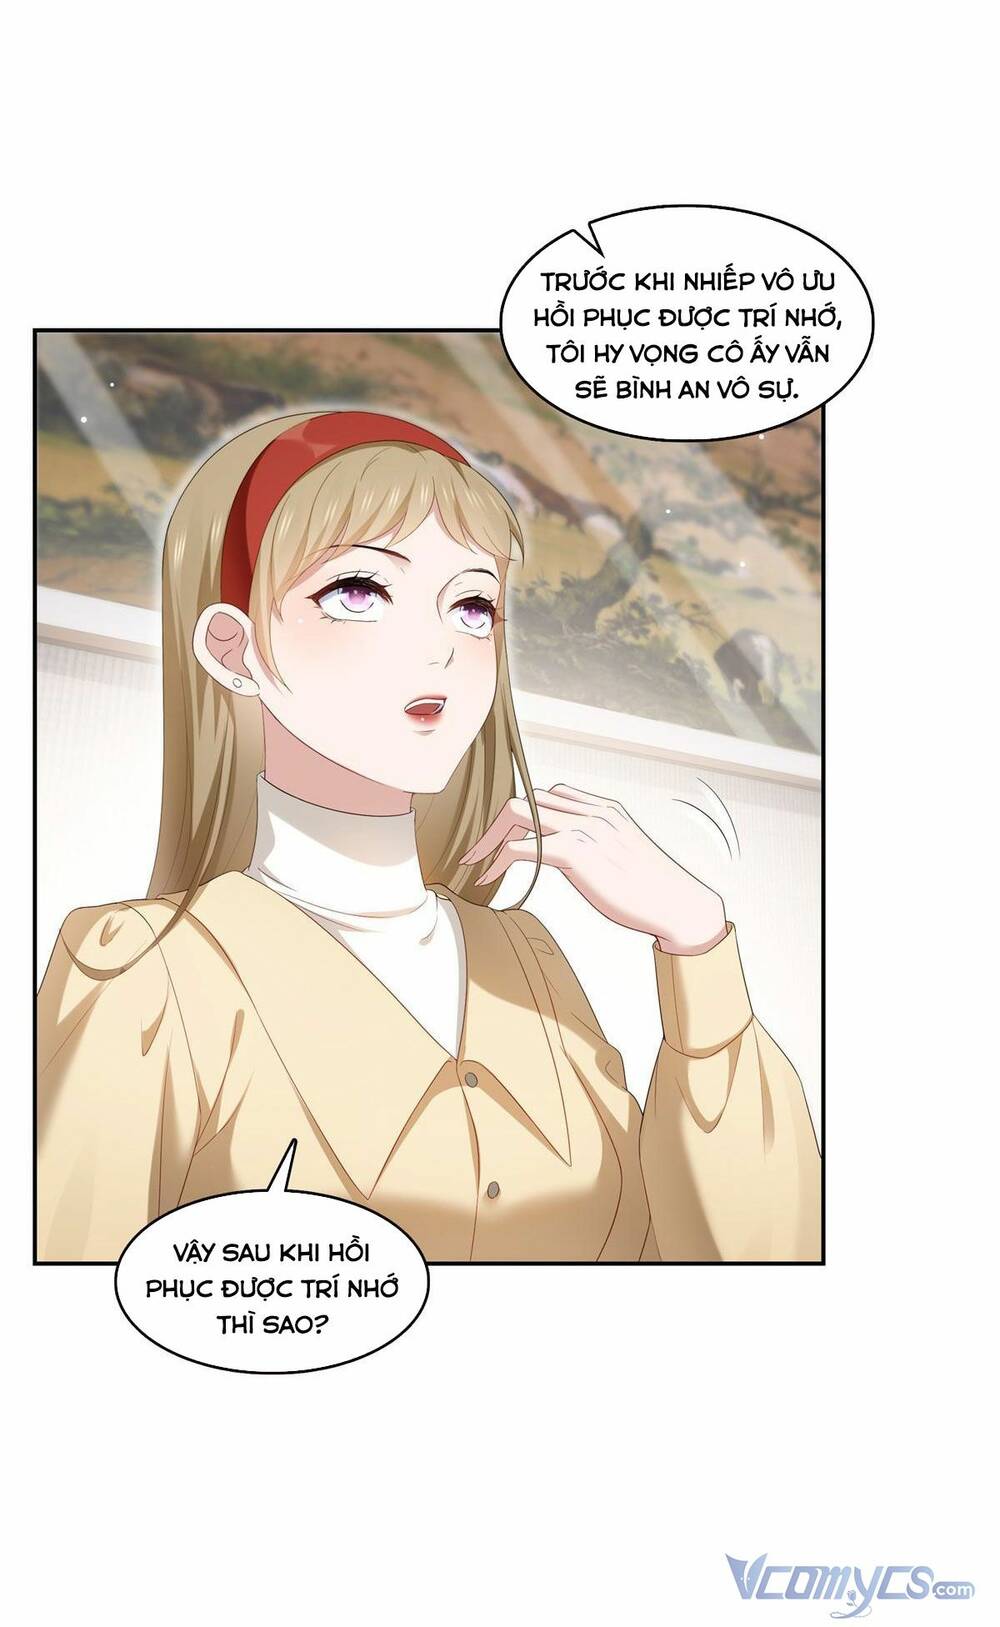 TRƯỚC KHI NHIẾP VÔ ƯU
HỒI PHỤC ĐƯỢC TRÍ NHỚ,
TÔI HY VỌNG CÔ ẤY VẪN
SẼ BÌNH AN VÔ SỰ.
VẬY SAU KHI HỒI
PHỤC ĐƯỢC TRÍ NHỚ
THÌ SAO?
VCOMYCS.com